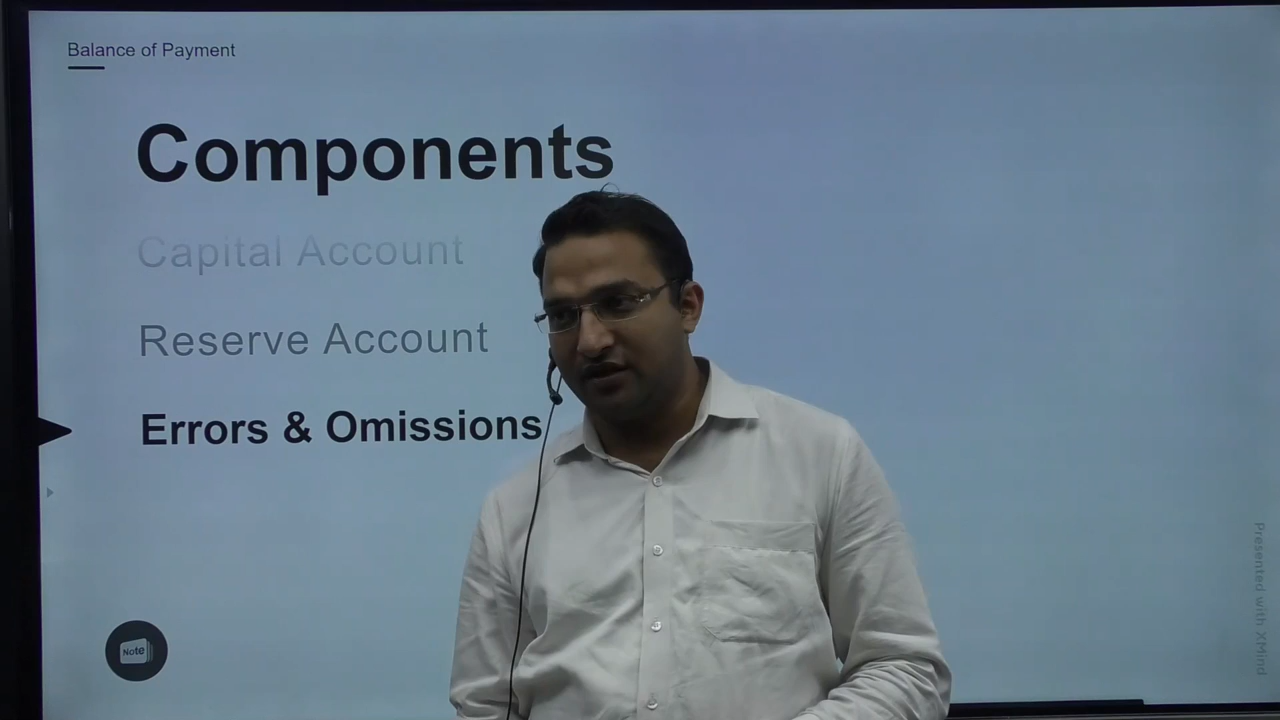 Balance of Payment
Components
Capital Account
Reserve Account
Errors & Omissions
Note
Presented with XMind